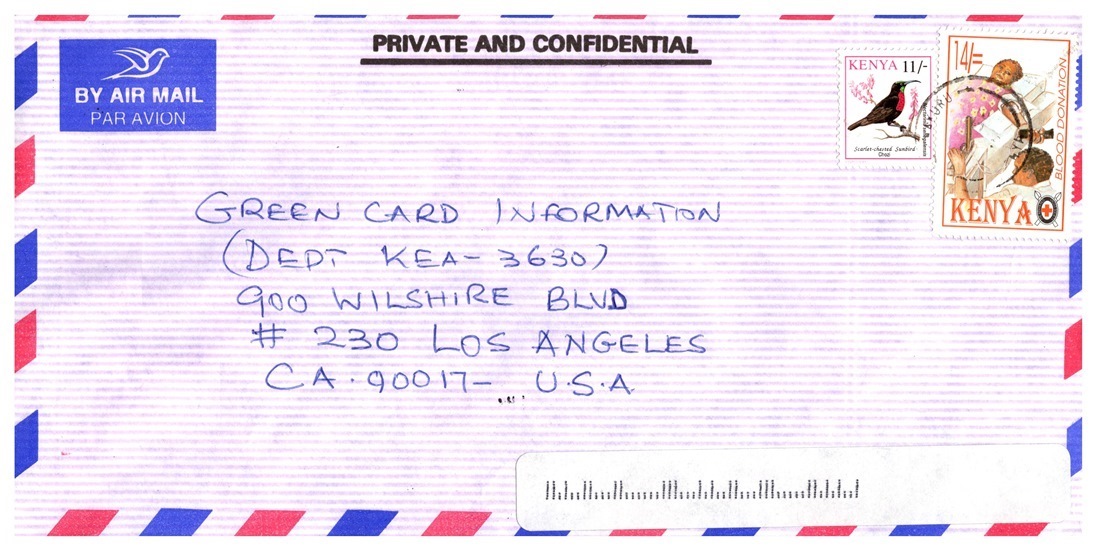 PRIVATE AND CONFIDENTIAL
BY AIR MAIL
PAR AVION
KENYA 11/-
Scarlet-chested Sunbird
Chozi
14/=
BLOOD DONATION
KENYA
GREEN CARD INFORMATION
(DEPT KEA-3630)
900 WILSHIRE BLVD
# 230 LOS ANGELES
CA. 90017- U.S.A